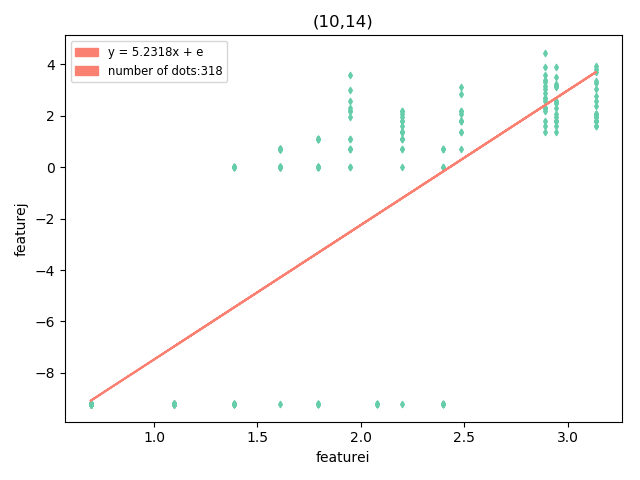 (10,14)
y = 5.2318x + e
number of dots:318
4
2
0
−2
−4
−6
−8
featurej
1.0 1.5 2.0 2.5 3.0
featurei